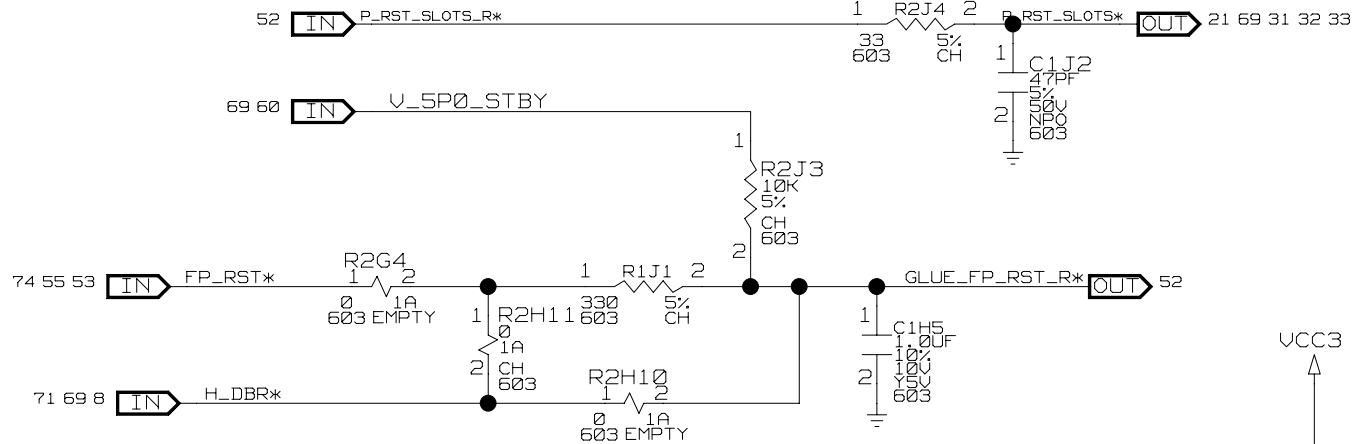 52 IN P_RST_SLOTS_R* 1 R2J4 2 P_RST_SLOTS* OUT 21 69 31 32 33
33 5%
603 CH
1 C1J2
47PF
5%
50V
2 NPO
603
69 60 IN V_5P0_STBY
1
R2J3
10K
5%
CH
603
2
74 55 53 IN FP_RST*
R2G4
1 2
0 1A
603 EMPTY
1 R1J1 2
330 5%
603 CH
GLUE_FP_RST_R* OUT 52
1 R2H11
0
1A
2 CH
603
1 C1H5
1.0UF
10%
10V
2 Y5V
603
VCC3
71 69 8 IN H_DBR*
R2H10
1 2
0 1A
603 EMPTY